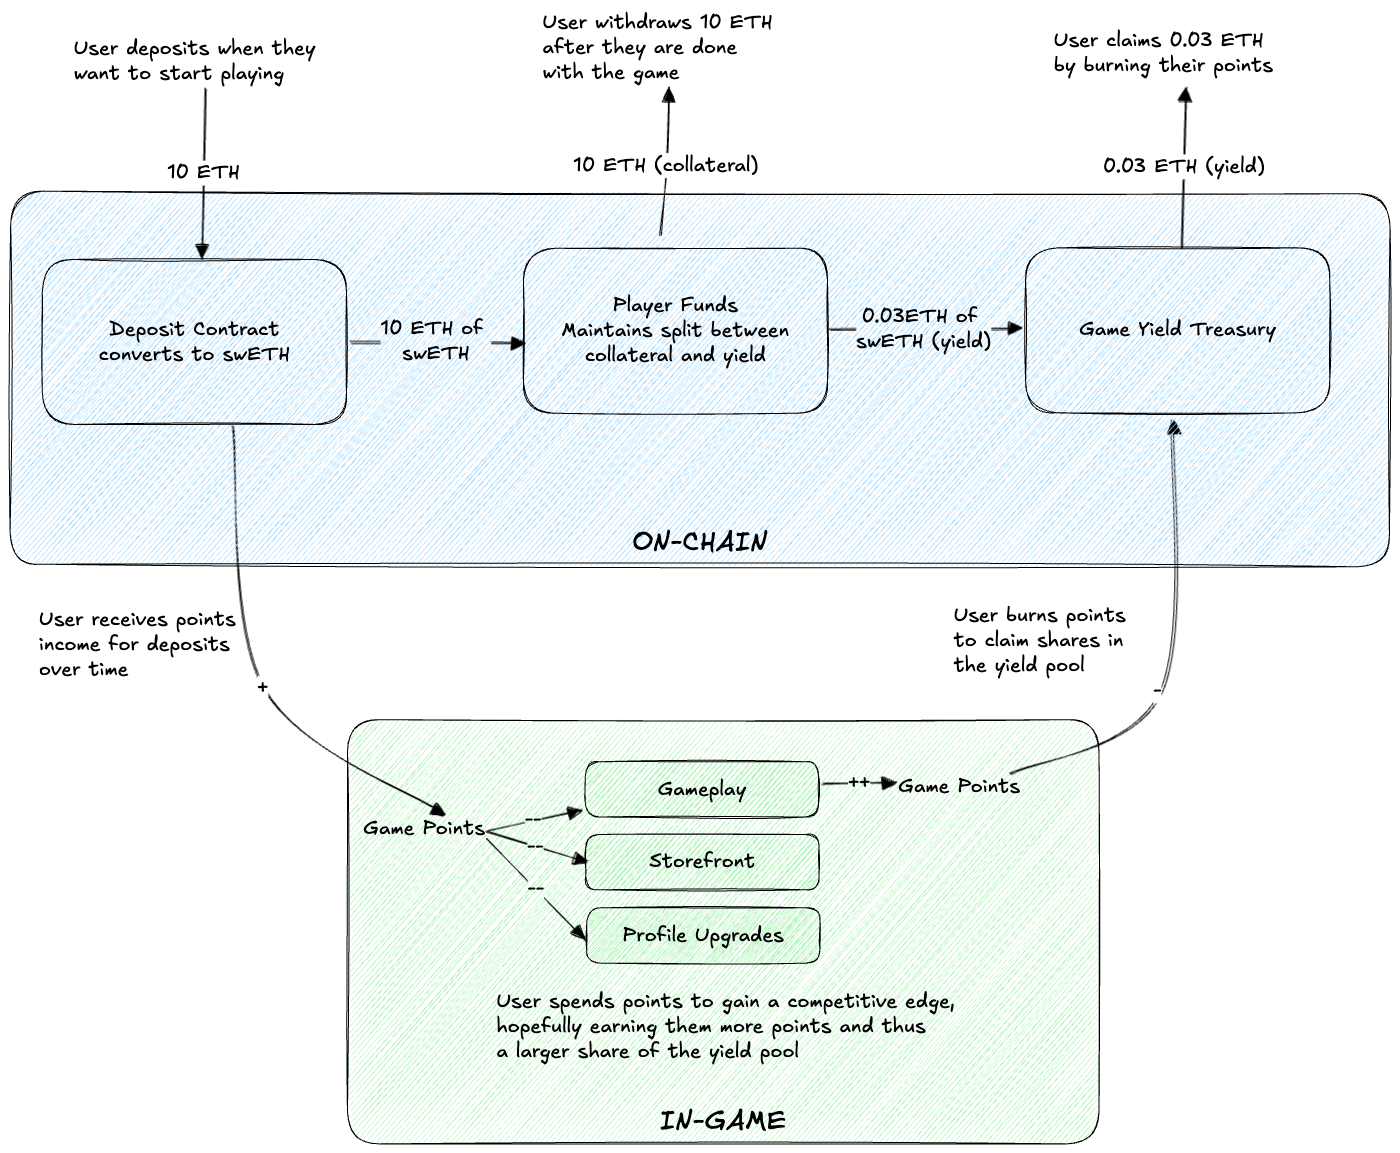 User deposits when they
want to start playing
User withdraws 10 ETH
after they are done
with the game
User claims 0.03 ETH
by burning their points
10 ETH
10 ETH (collateral)
0.03 ETH (yield)
Deposit Contract
converts to swETH
10 ETH of
swETH
Player Funds
Maintains split between
collateral and yield
0.03ETH of
swETH (yield)
Game Yield Treasury
ON-CHAIN
User receives points
income for deposits
over time
+
User burns points
to claim shares in
the yield pool
-
Game Points
--
--
--
Gameplay
++
Game Points
Storefront
Profile Upgrades
User spends points to gain a competitive edge,
hopefully earning them more points and thus
a larger share of the yield pool
IN-GAME